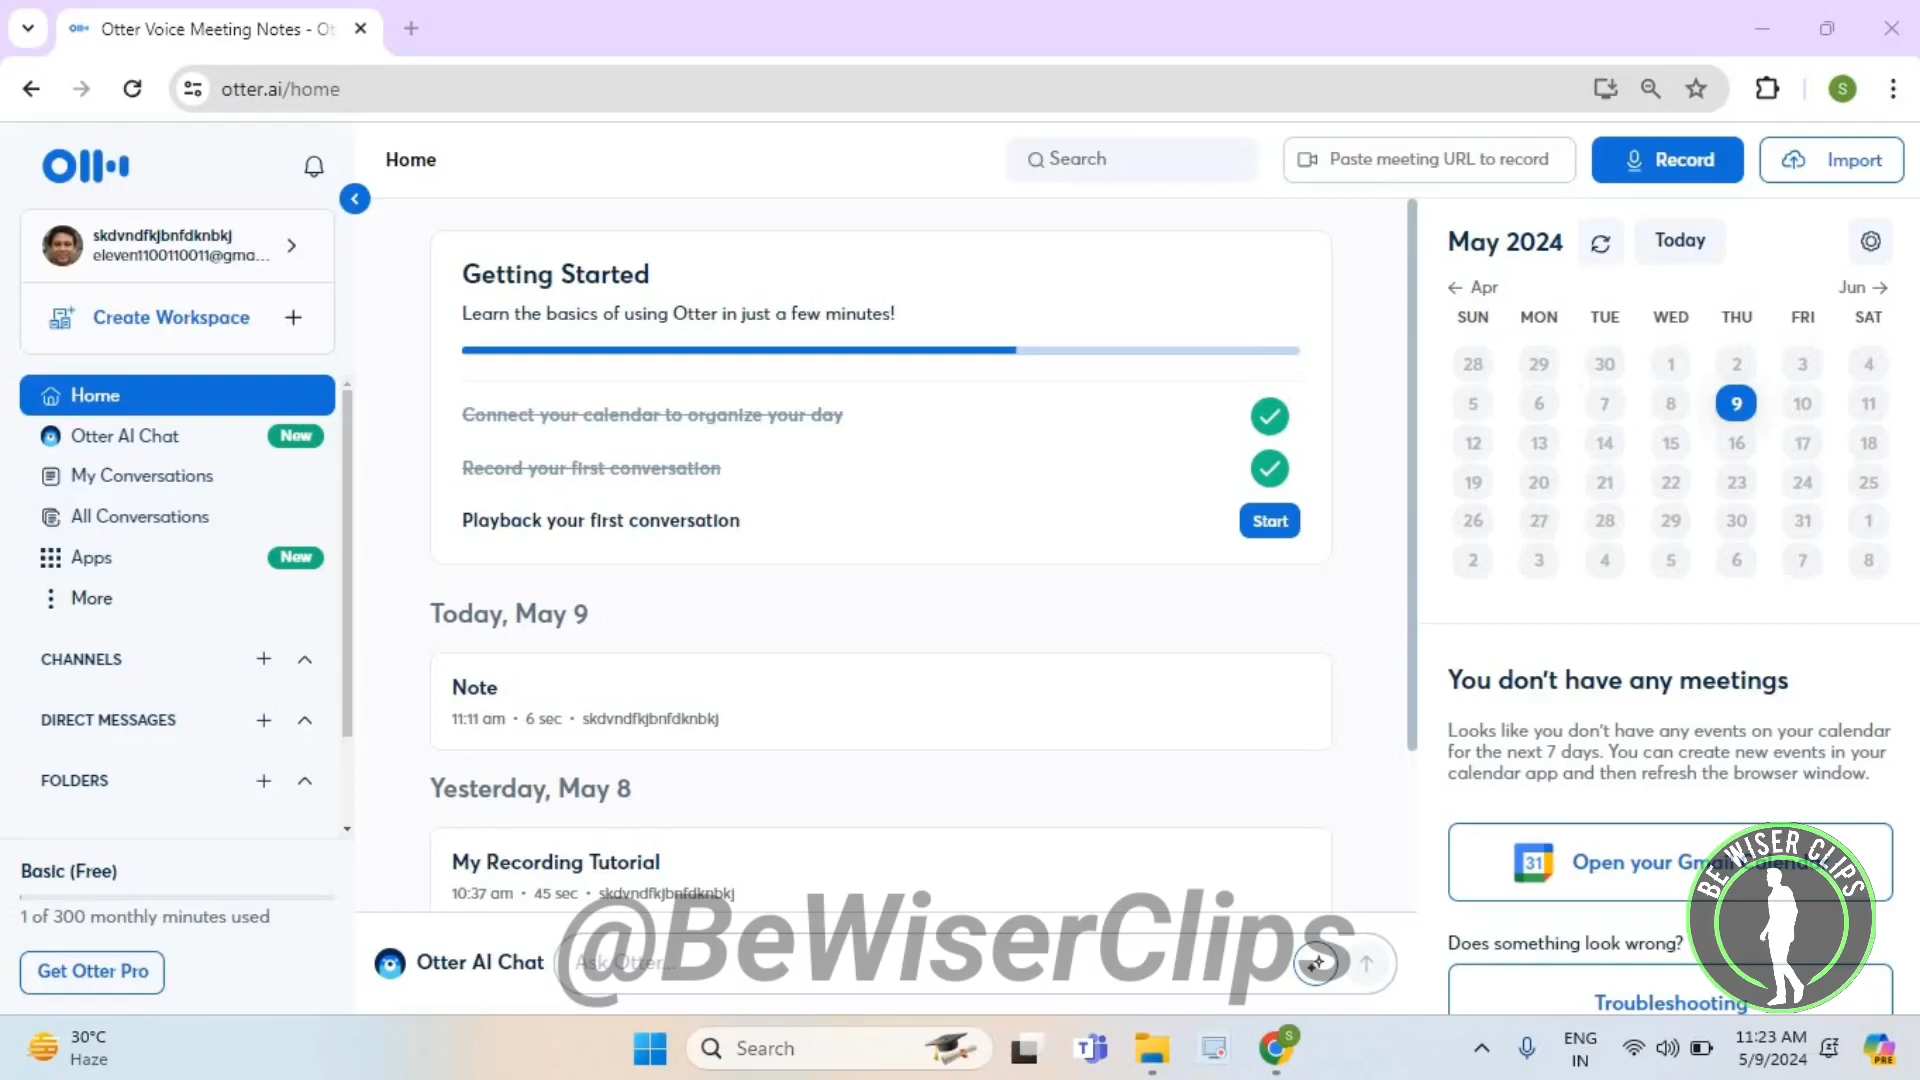 Otter Voice Meeting Notes - Ot
otter.ai/home
S
Home
Search
Paste meeting URL to record
Record
Import
skdvndfkjbnfdknbkj
eleven1100110011@gma...
Create Workspace
Home
Otter AI Chat
New
My Conversations
All Conversations
Apps
New
More
CHANNELS
DIRECT MESSAGES
FOLDERS
Basic (Free)
1 of 300 monthly minutes used
Get Otter Pro
Getting Started
Learn the basics of using Otter in just a few minutes!
Connect your calendar to organize your day
Record your first conversation
Playback your first conversation
Start
Today, May 9
Note
11:11 am • 6 sec • skdvndfkjbnfdknbkj
Yesterday, May 8
My Recording Tutorial
10:37 am • 45 sec • skdvndfkjbnfdknbkj
Otter AI Chat
Ask Otter...
@BeWiserClips
May 2024
Today
Apr
Jun
SUN MON TUE WED THU FRI SAT
28 29 30 1 2 3 4
5 6 7 8 9 10 11
12 13 14 15 16 17 18
19 20 21 22 23 24 25
26 27 28 29 30 31 1
2 3 4 5 6 7 8
You don't have any meetings
Looks like you don't have any events on your calendar
for the next 7 days. You can create new events in your
calendar app and then refresh the browser window.
31
Open your Gmail Calendar
BE WISER CLIPS
Does something look wrong?
Troubleshooting
30°C
Haze
Search
T
S
ENG
IN
11:23 AM
5/9/2024
PRE